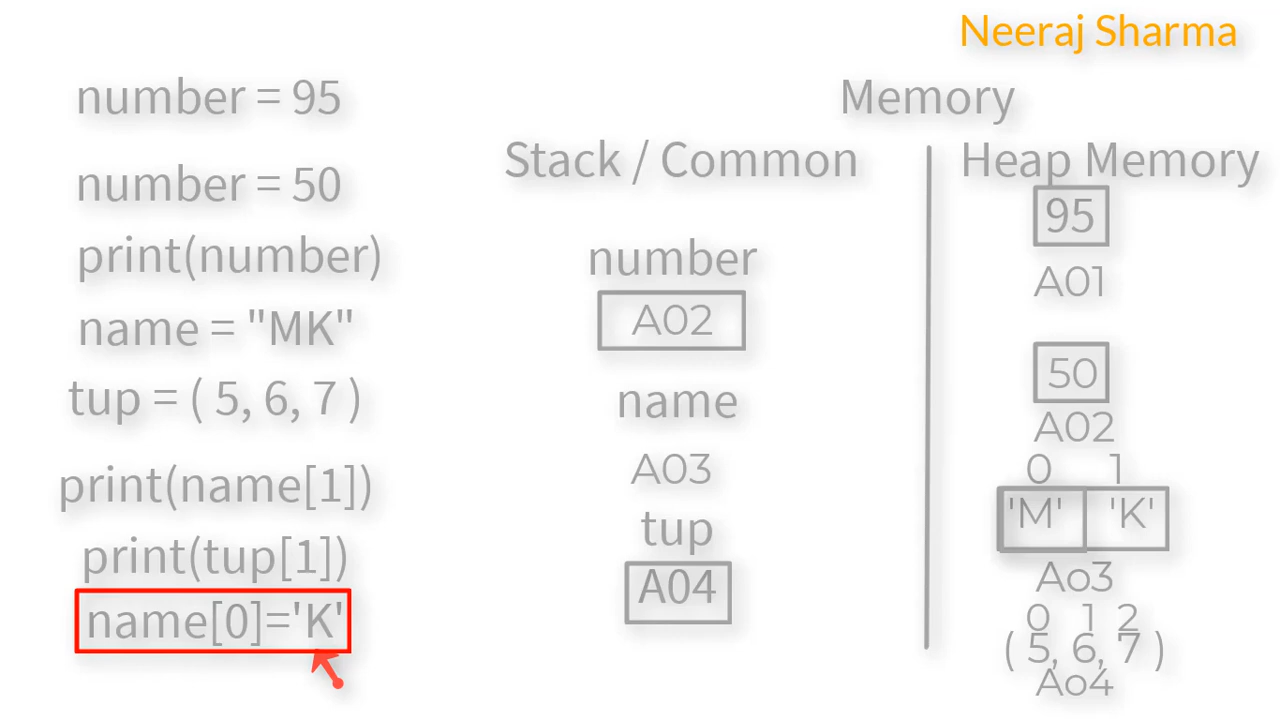 Neeraj Sharma
number = 95
number = 50
print(number)
name = "MK"
tup = ( 5, 6, 7 )
print(name[1])
print(tup[1])
name[0]='K'
Memory
Stack / Common
number
A02
name
A03
tup
A04
Heap Memory
95
A01
50
A02
0 1
'M' 'K'
Ao3
0 1 2
( 5, 6, 7 )
Ao4